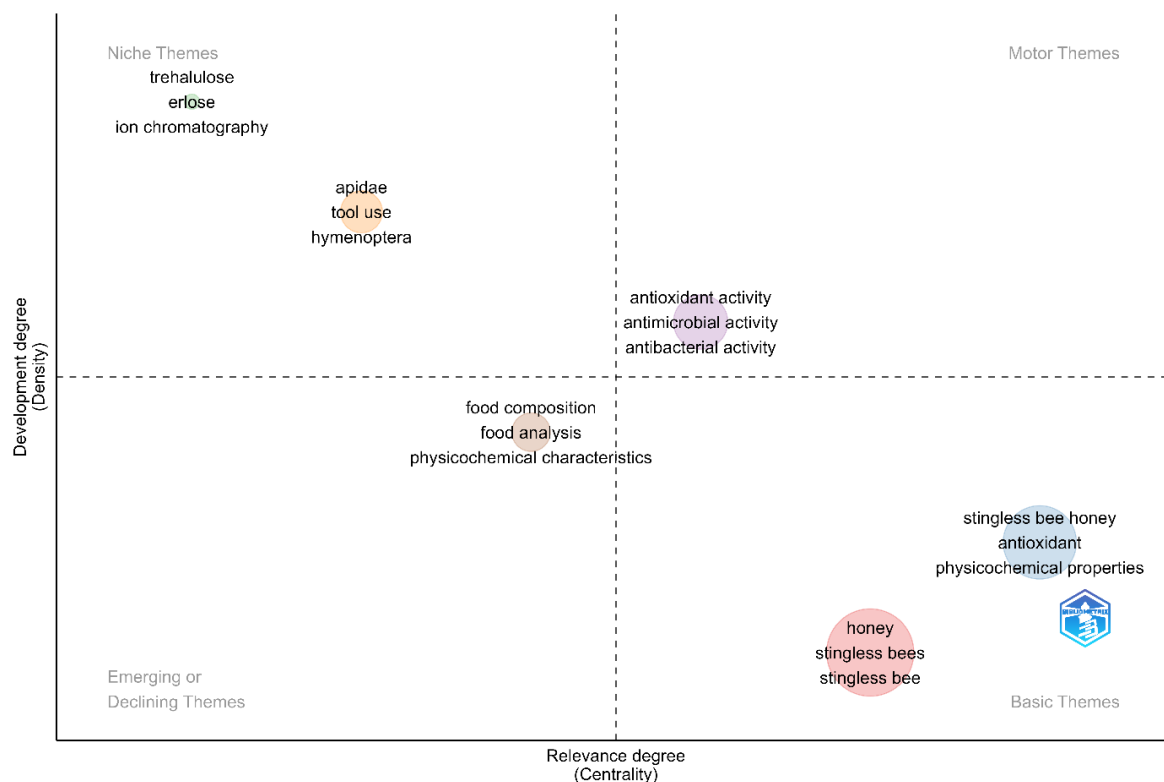 Niche Themes
Motor Themes
trehalulose
erlose
ion chromatography
apidae
tool use
hymenoptera
antioxidant activity
antimicrobial activity
antibacterial activity
Development degree
(Density)
food composition
food analysis
physicochemical characteristics
stingless bee honey
antioxidant
physicochemical properties
BIBLIOMETRIX
honey
stingless bees
stingless bee
Emerging or
Declining Themes
Basic Themes
Relevance degree
(Centrality)